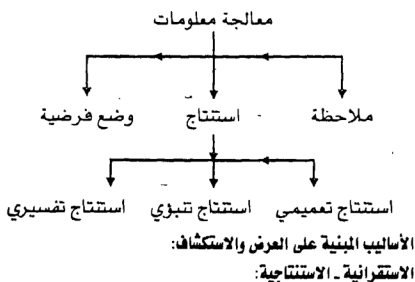 معالجة معلومات
ملاحظة استنتاج وضع فرضية
استنتاج تعميمي استنتاج تنبؤي استنتاج تفسيري
الأساليب المبنية على العرض والاستكشاف:
الاستقرائية - الاستنتاجية: